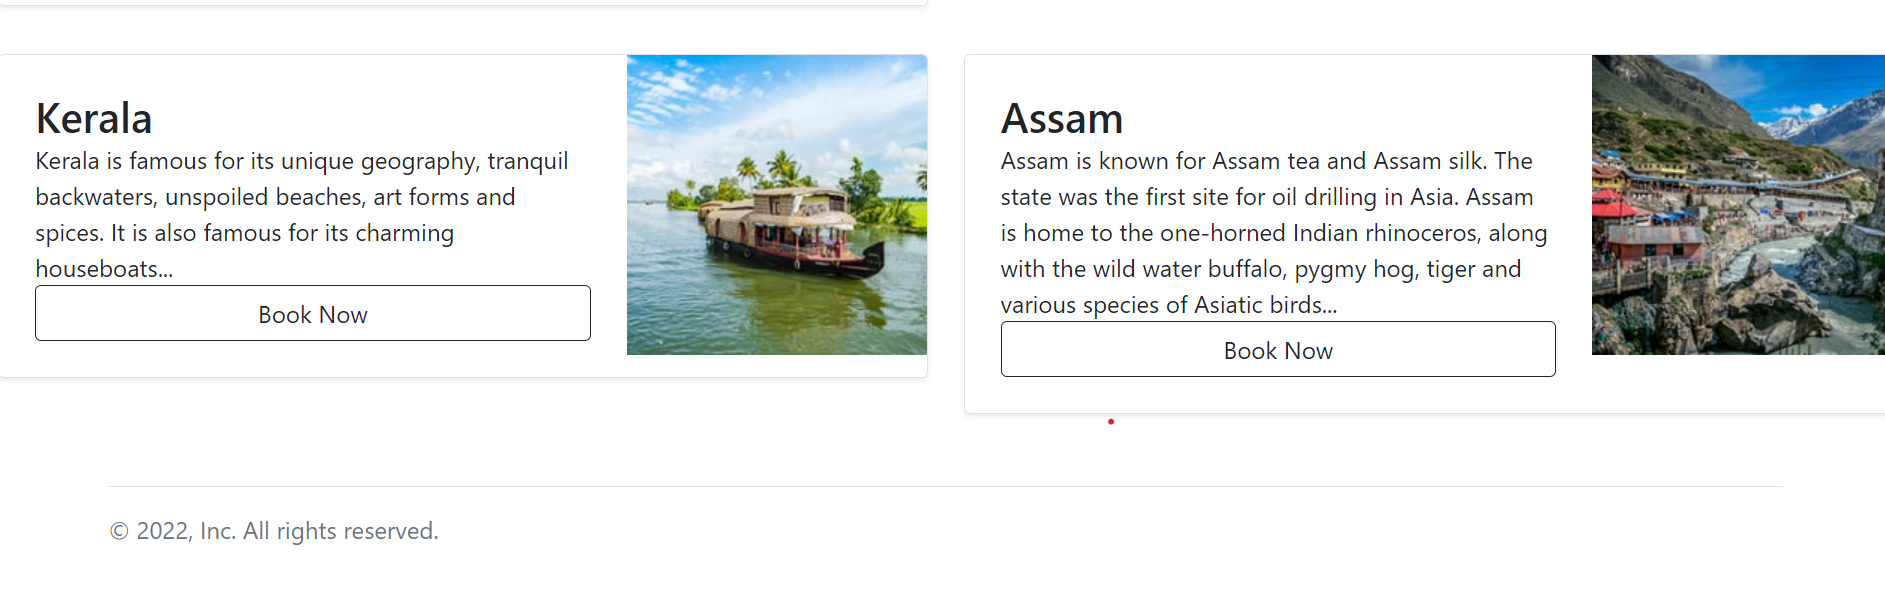 Kerala
Kerala is famous for its unique geography, tranquil
backwaters, unspoiled beaches, art forms and
spices. It is also famous for its charming
houseboats...
Book Now
Assam
Assam is known for Assam tea and Assam silk. The
state was the first site for oil drilling in Asia. Assam
is home to the one-horned Indian rhinoceros, along
with the wild water buffalo, pygmy hog, tiger and
various species of Asiatic birds...
Book Now
© 2022, Inc. All rights reserved.